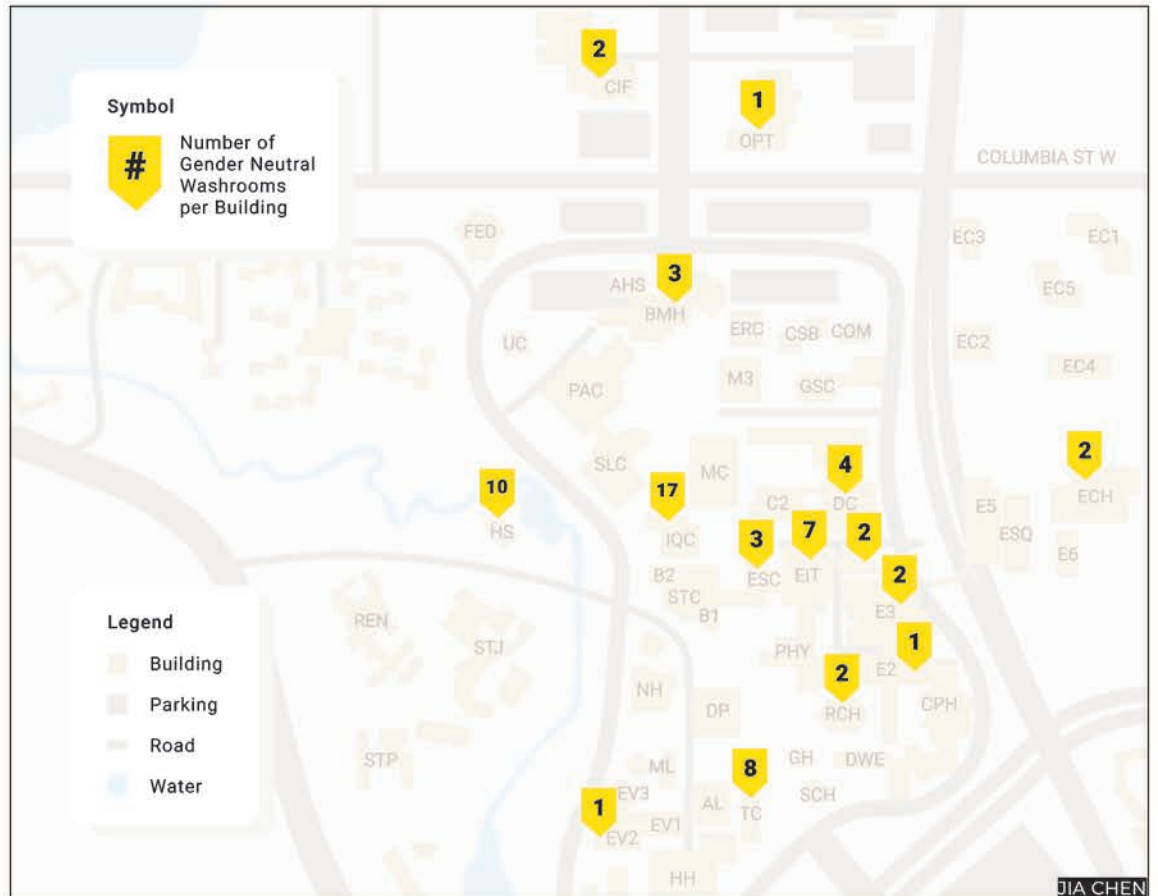 2
CIF
Symbol
#
Number of
Gender Neutral
Washrooms
per Building
1
OPT
COLUMBIA ST W
FED
EC3
EC1
3
AHS
BMH
EC5
UC
ERC
CSB
COM
EC2
PAC
M3
GSC
EC4
SLC
MC
4
2
10
17
C2
DC
ECH
HS
IQC
3
7
2
E5
ESQ
E6
B2
ESC
EIT
2
STC
B1
E3
REN
STJ
PHY
1
E2
NH
2
DP
RCH
CPH
Legend
Building
Parking
Road
Water
STP
ML
8
GH
DWE
EV3
SCH
1
AL
TC
EV2
EV1
HH
JIA CHEN